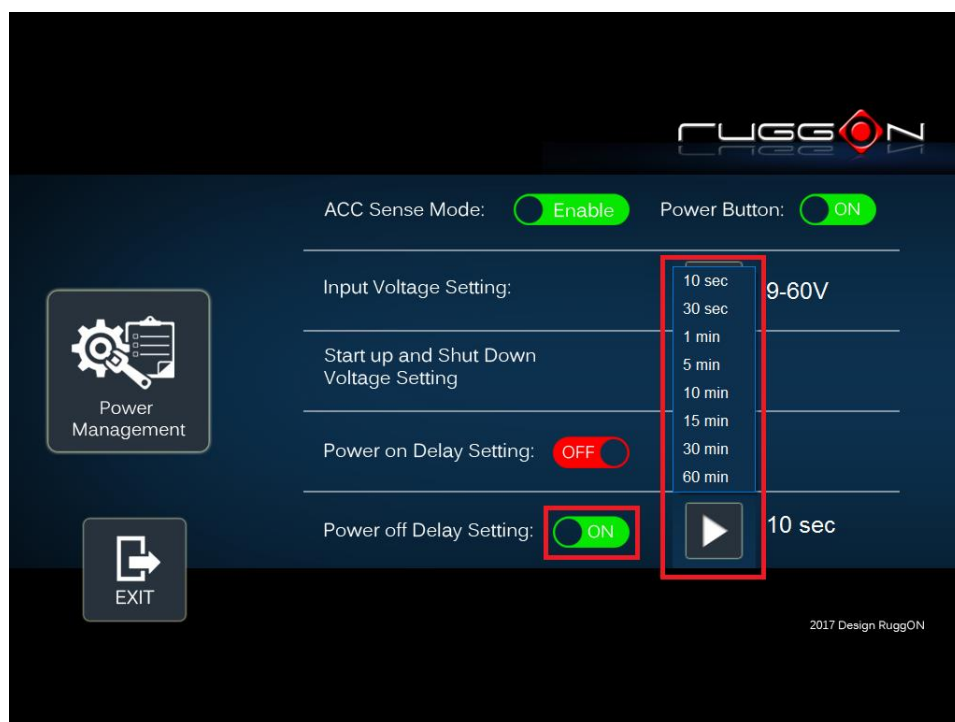 ruggON
ACC Sense Mode: Enable Power Button: ON
Input Voltage Setting: 9-60V
10 sec
30 sec
1 min
5 min
10 min
15 min
30 min
60 min
Start up and Shut Down
Voltage Setting
Power on Delay Setting: OFF
Power off Delay Setting: ON 10 sec
Power
Management
EXIT
2017 Design RuggON